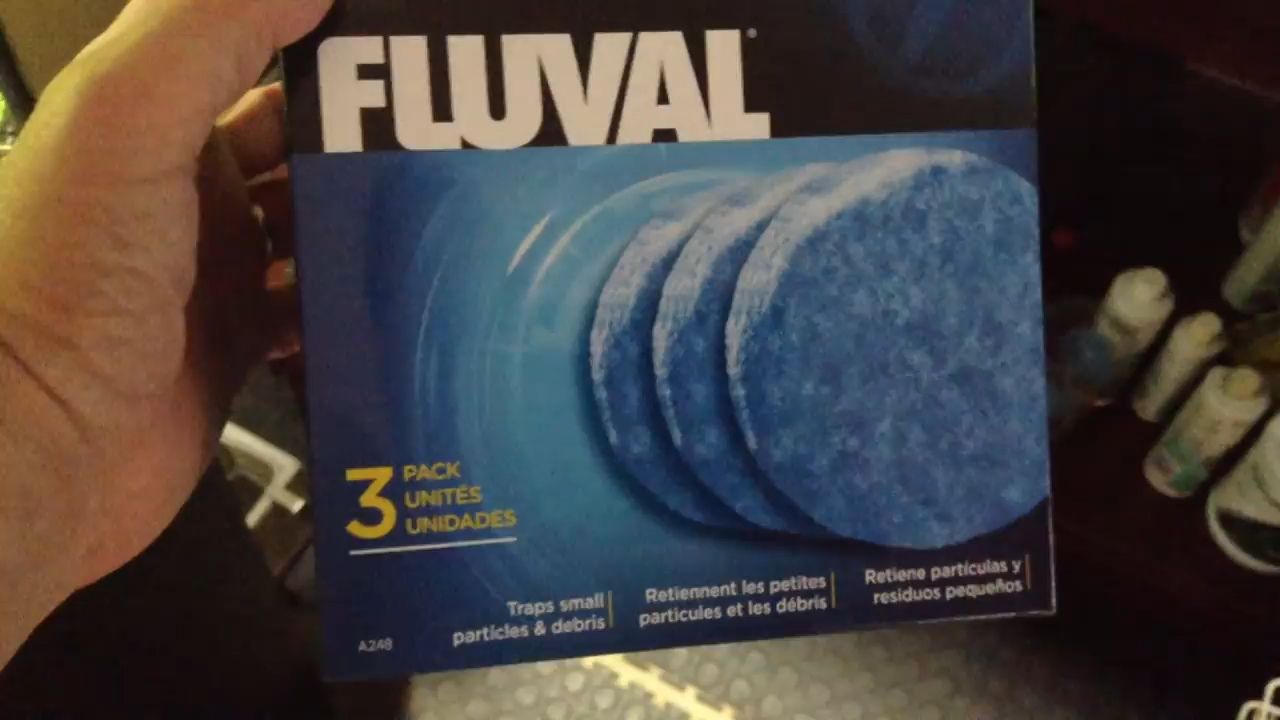 FLUVAL
3 PACK
UNITÉS
UNIDADES
Traps small
particles & debris
Retiennent les petites
particules et les débris
Retiene partículas y
residuos pequeños
A248